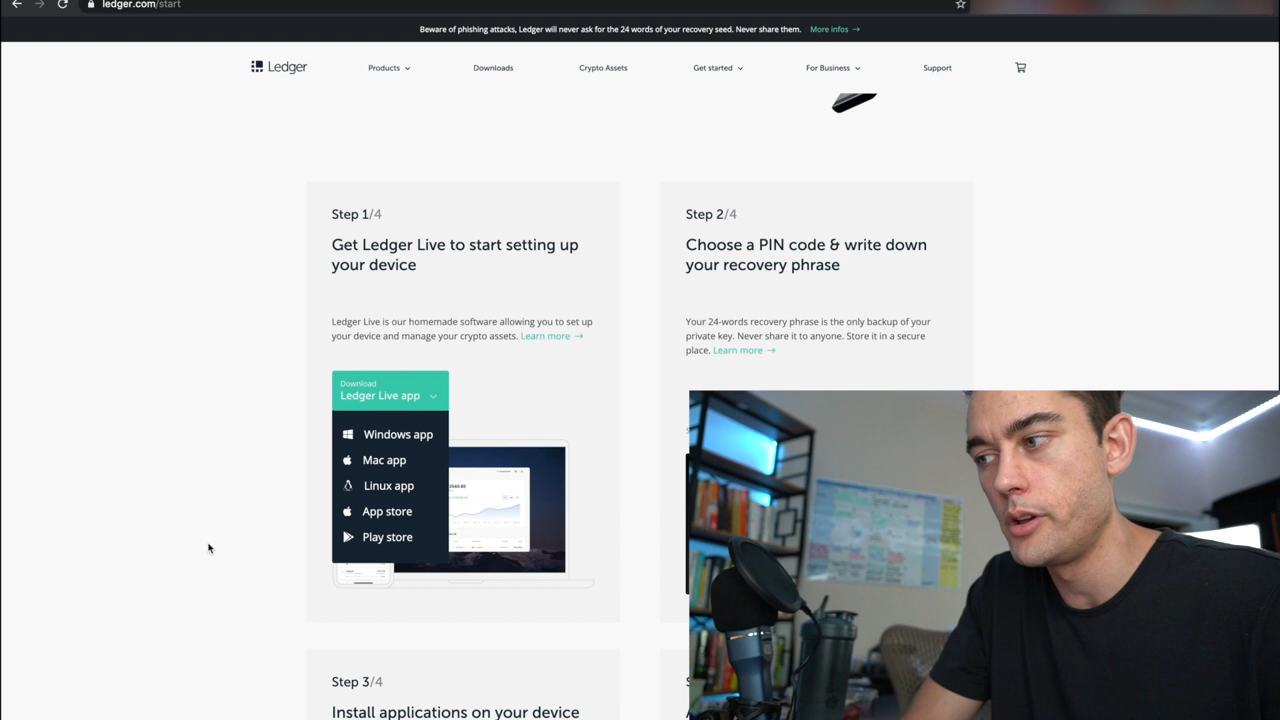 ledger.com/start
Beware of phishing attacks, Ledger will never ask for the 24 words of your recovery seed. Never share them. More infos →
Ledger Products Downloads Crypto Assets Get started For Business Support
Step 1/4
Get Ledger Live to start setting up
your device
Ledger Live is our homemade software allowing you to set up
your device and manage your crypto assets. Learn more →
Download
Ledger Live app
Windows app
Mac app
Linux app
App store
Play store
Step 2/4
Choose a PIN code & write down
your recovery phrase
Your 24-words recovery phrase is the only backup of your
private key. Never share it to anyone. Store it in a secure
place. Learn more →
Step 3/4
Install applications on your device